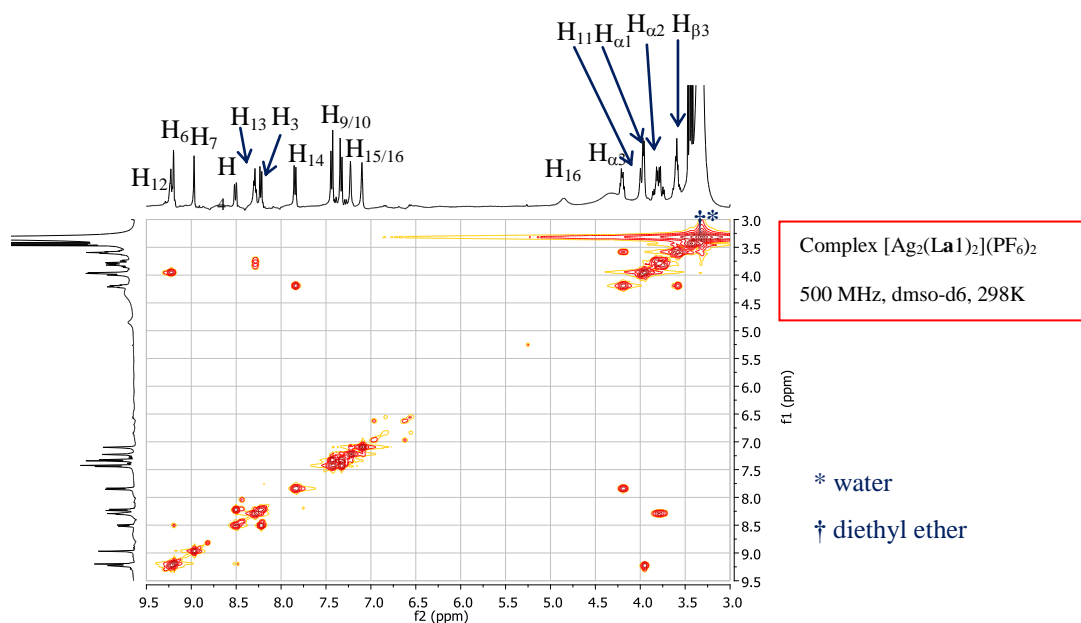 H11 Hα1 Hα2 Hβ3
H12 H6 H7 H 4 H13 H3 H14 H9/10 H15/16 H16 Hα3
†*
3.0
3.5
4.0
4.5
5.0
5.5
6.0
6.5
7.0
7.5
8.0
8.5
9.0
9.5
f1 (ppm)
9.5 9.0 8.5 8.0 7.5 7.0 6.5 6.0 5.5 5.0 4.5 4.0 3.5 3.0
f2 (ppm)
Complex [Ag2(La1)2](PF6)2
500 MHz, dmso-d6, 298K
* water
† diethyl ether